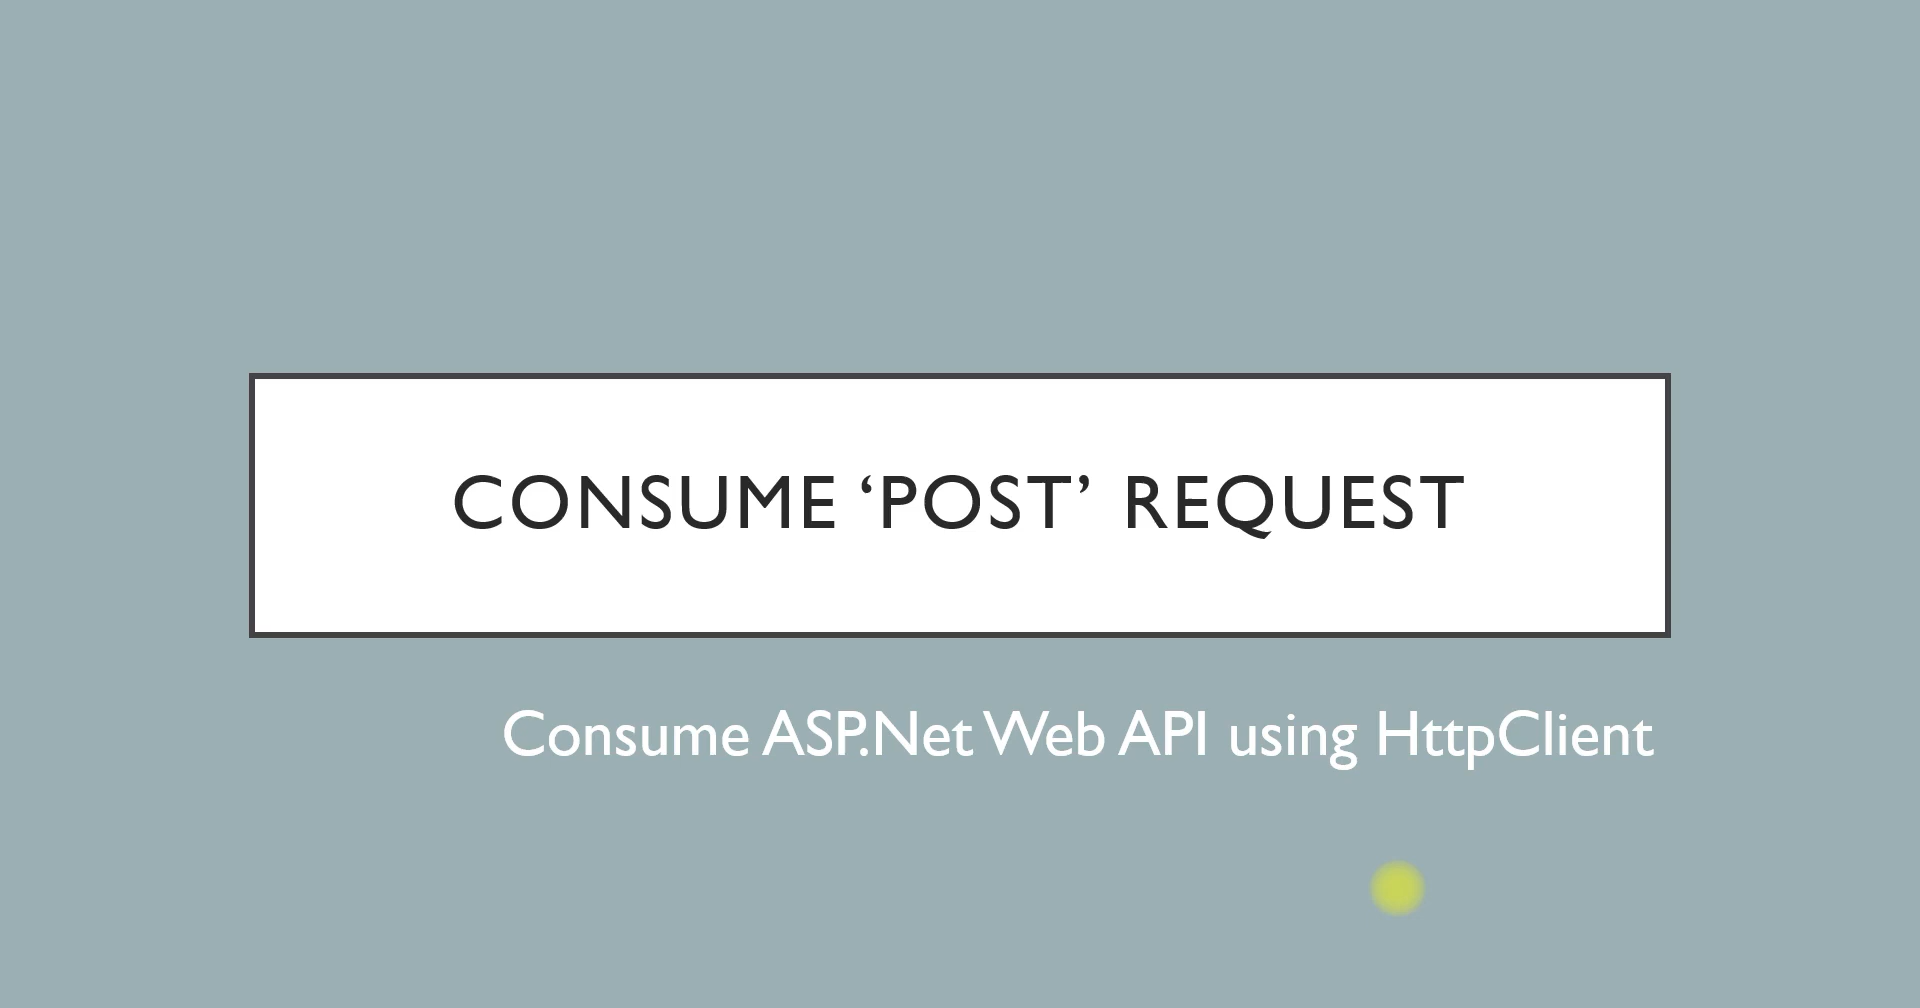 CONSUME ‘POST’ REQUEST
Consume ASP.Net Web API using HttpClient